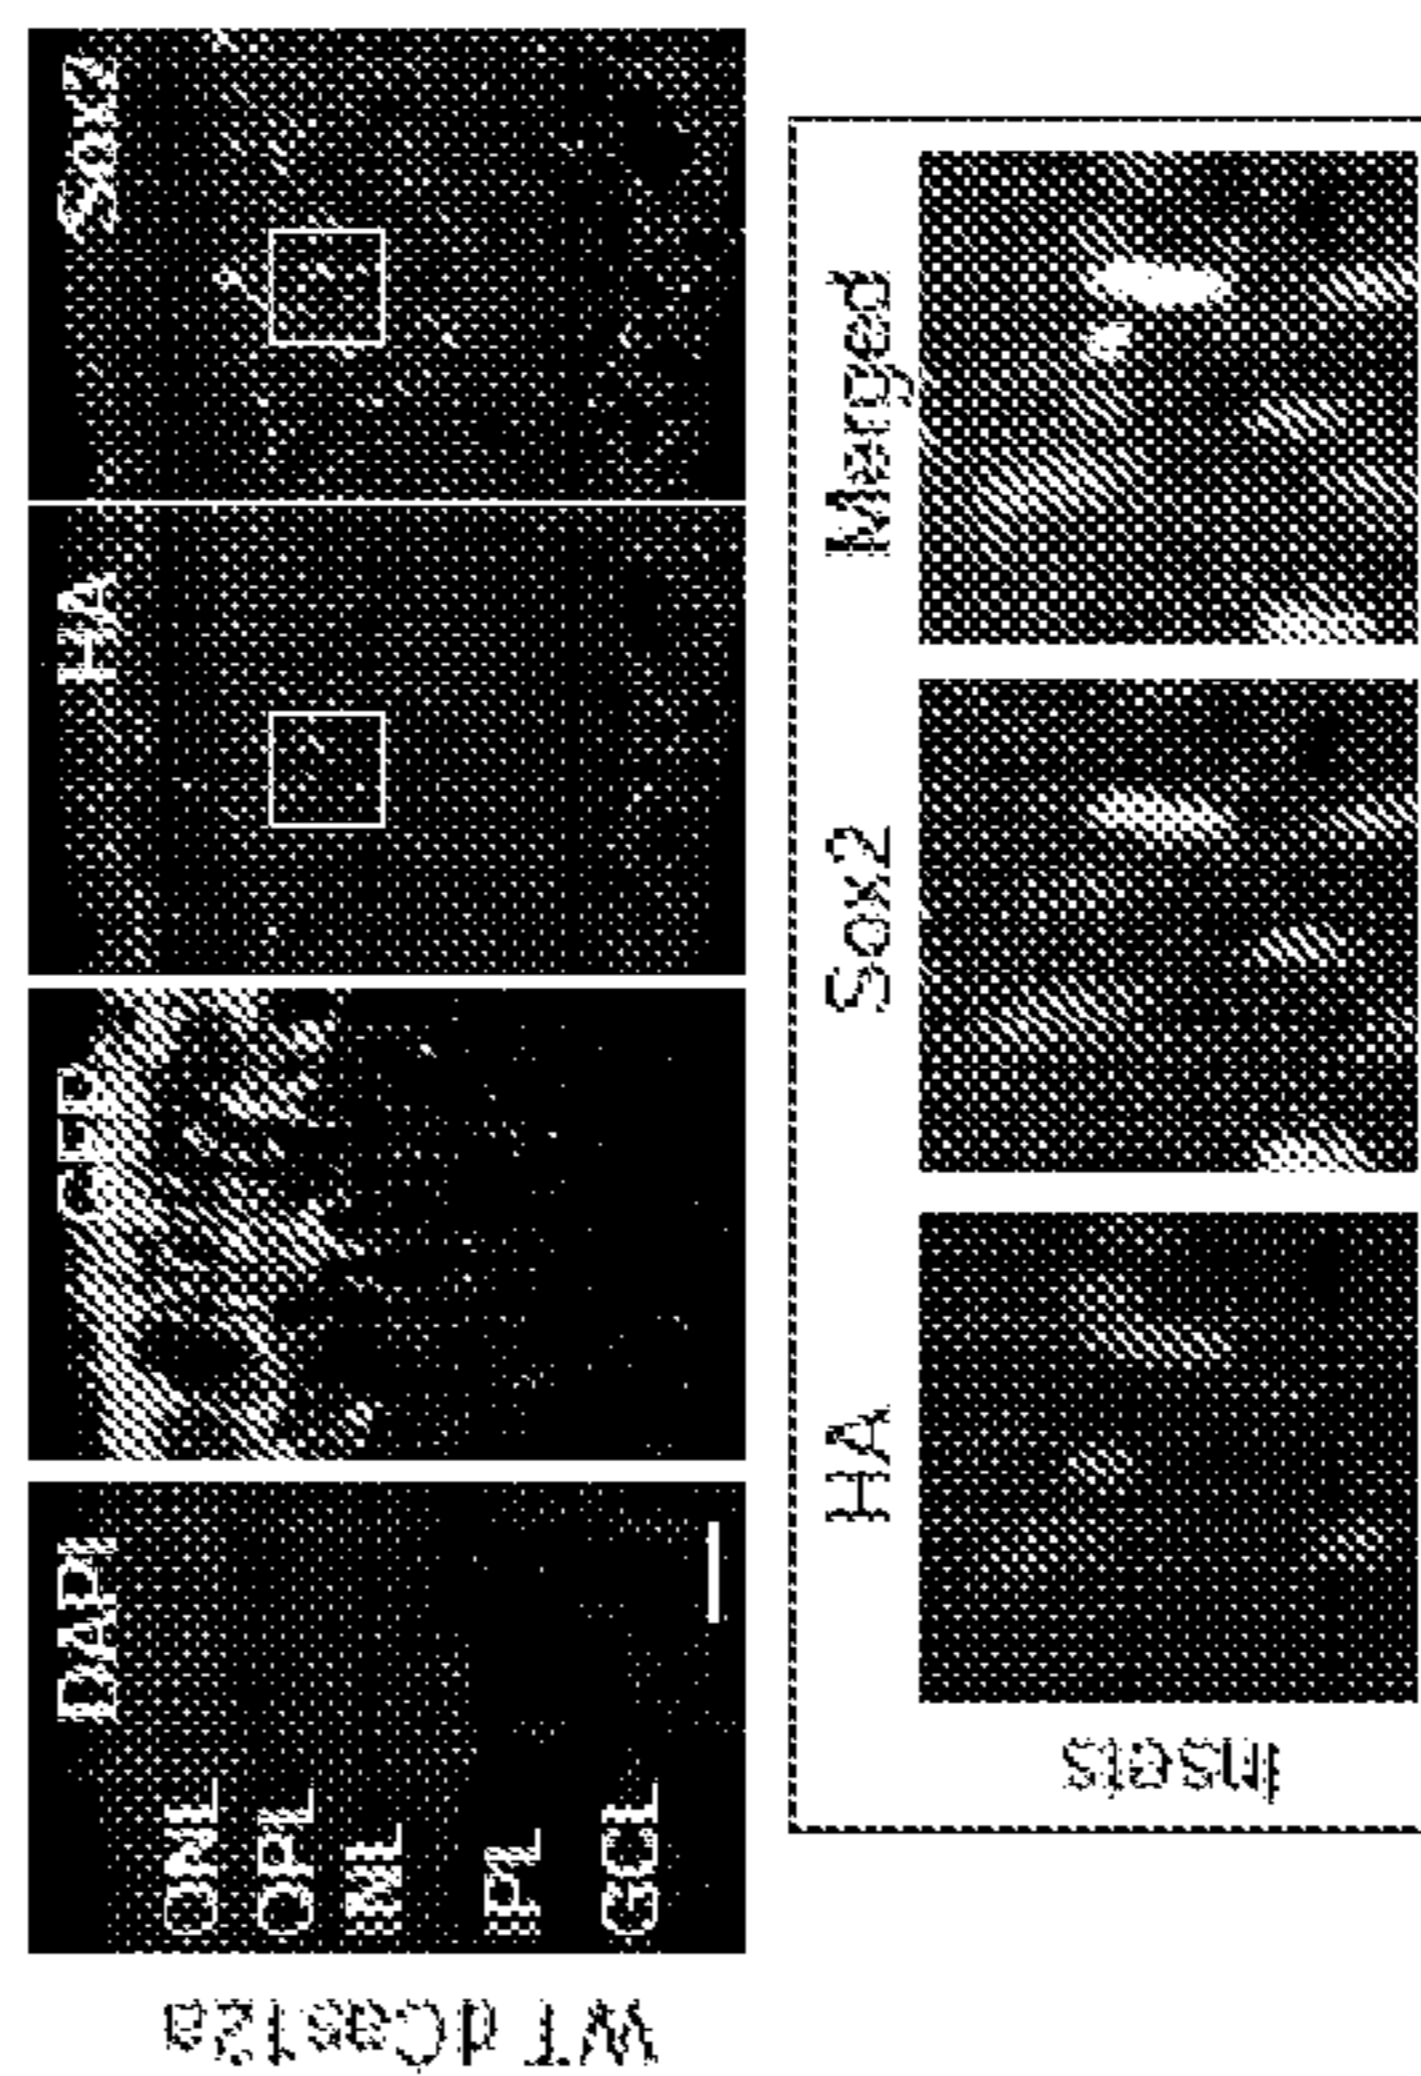 WT dCas12a
DAPI
GFP
HA
Sox2
ONL
OPL
INL
IPL
GCL
Insets
HA
Sox2
Merged